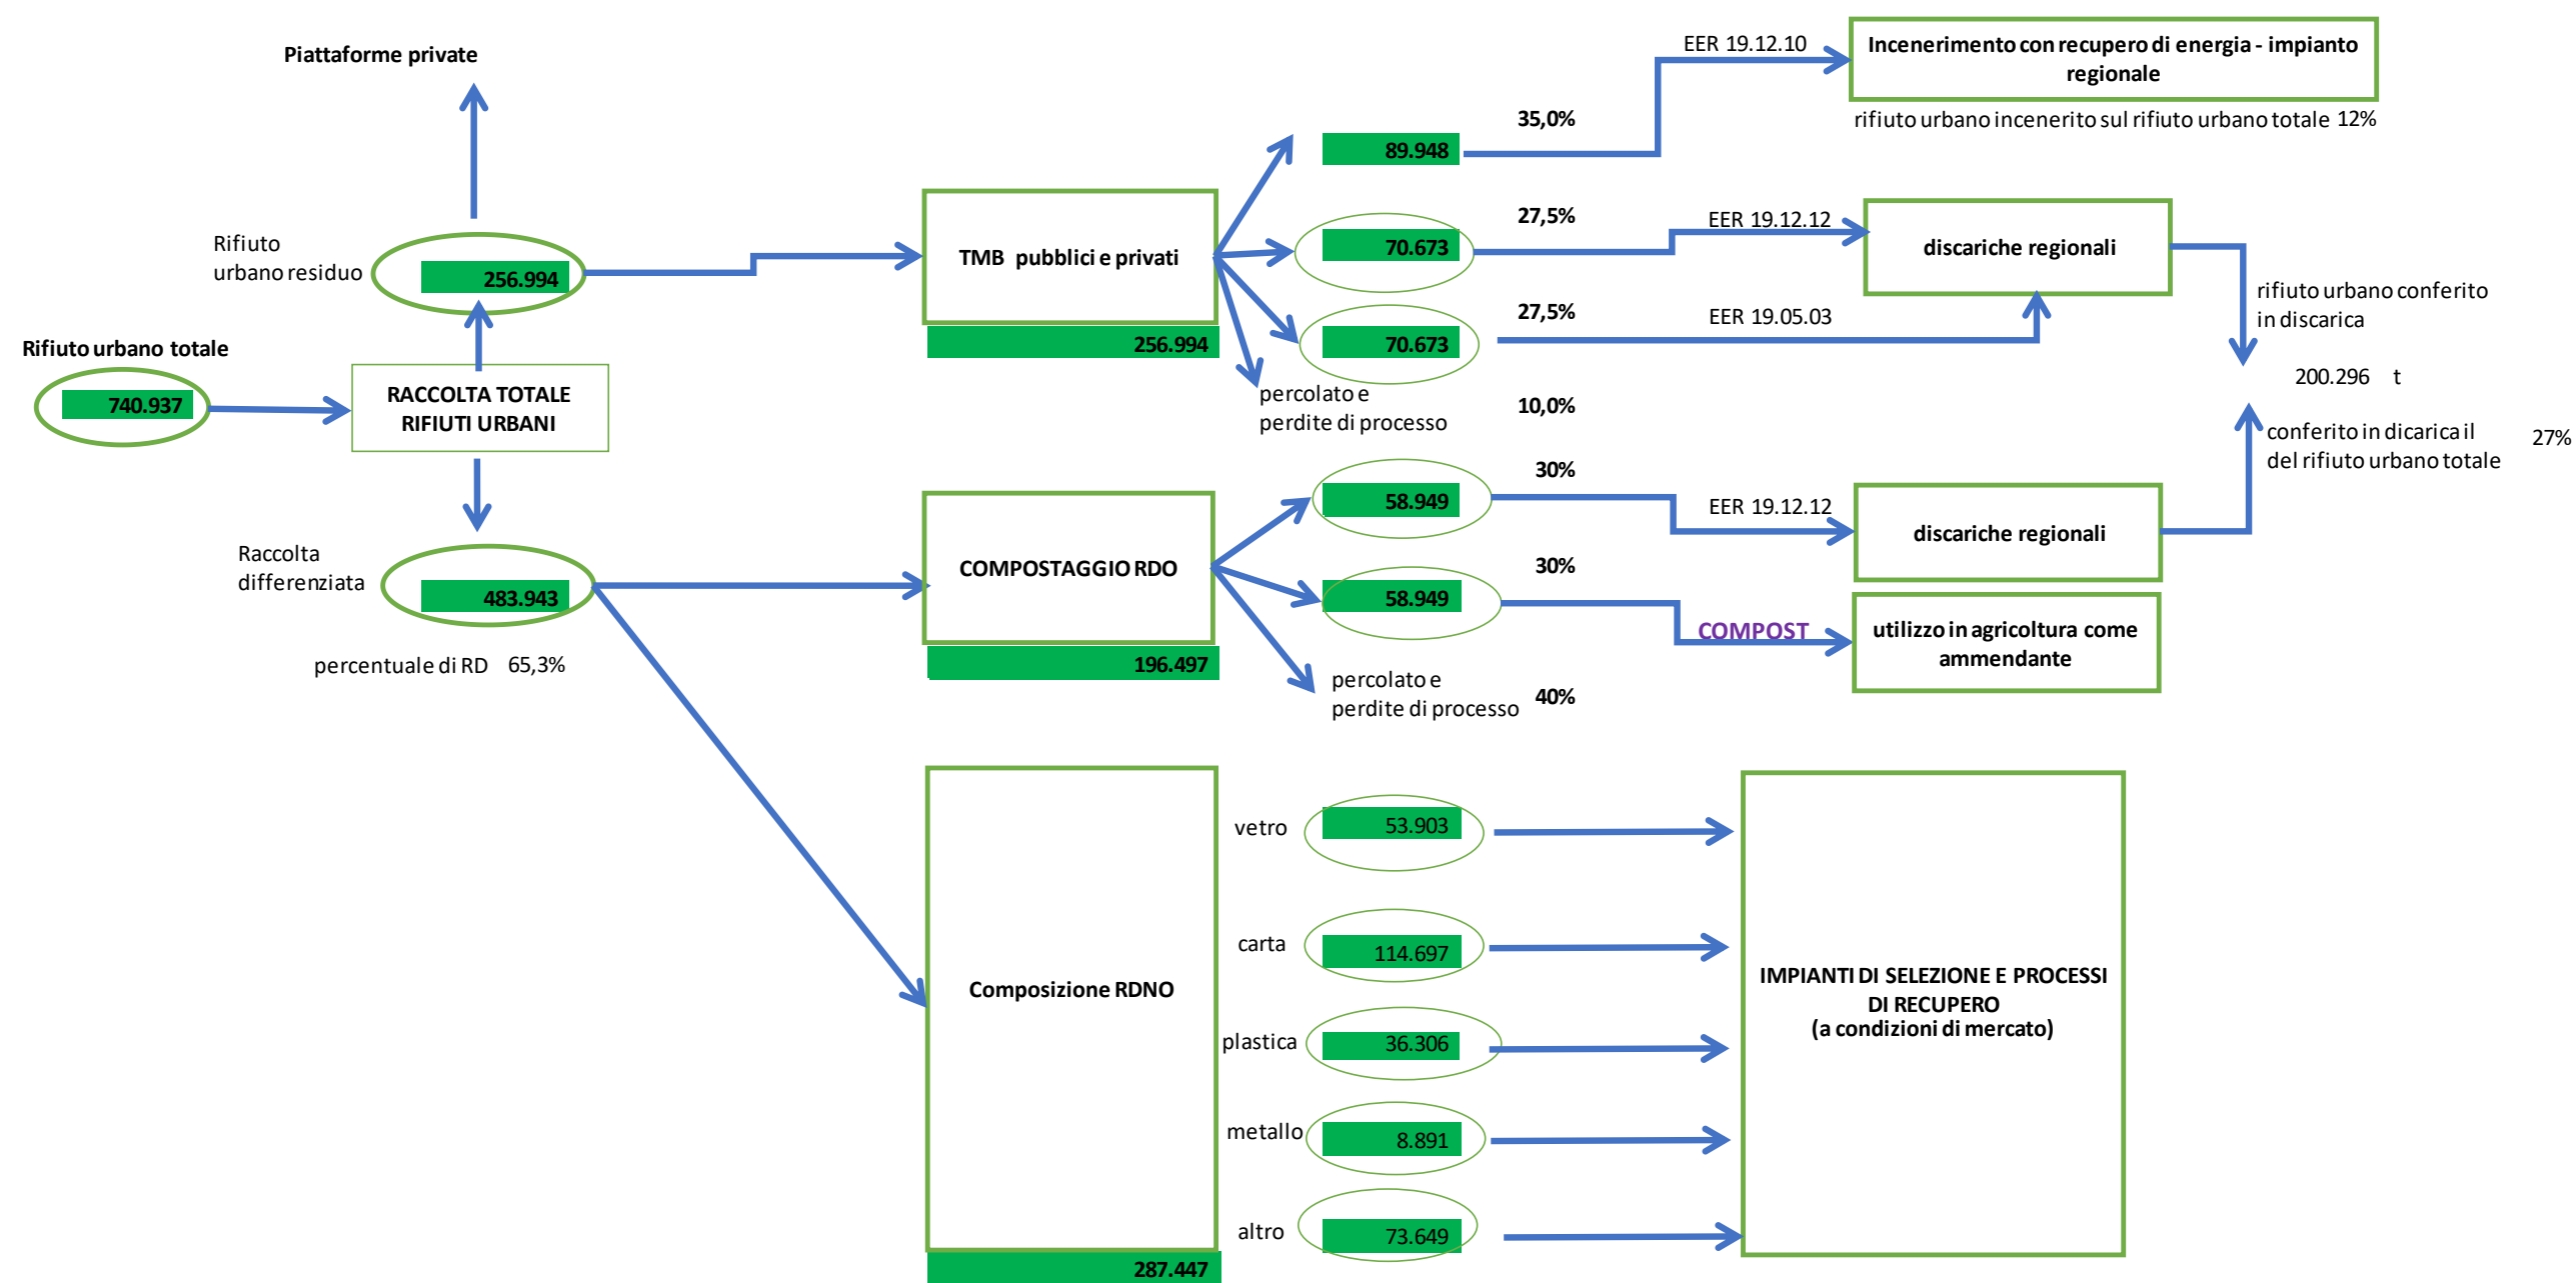 Piattaforme private
Rifiuto
urbano residuo
256.994
Rifiuto urbano totale
740.937
RACCOLTA TOTALE
RIFIUTI URBANI
Raccolta
differenziata
483.943
percentuale di RD 65,3%
TMB pubblici e privati
256.994
35,0%
89.948
EER 19.12.10
Incenerimento con recupero di energia - impianto
regionale
rifiuto urbano incenerito sul rifiuto urbano totale 12%
27,5%
70.673
EER 19.12.12
discariche regionali
27,5%
70.673
EER 19.05.03
percolato e
perdite di processo
10,0%
rifiuto urbano conferito
in discarica
200.296 t
conferito in dicarica il
del rifiuto urbano totale
27%
COMPOSTAGGIO RDO
196.497
30%
58.949
EER 19.12.12
discariche regionali
30%
58.949
COMPOST
utilizzo in agricoltura come
ammendante
percolato e
perdite di processo
40%
Composizione RDNO
287.447
vetro
53.903
carta
114.697
plastica
36.306
metallo
8.891
altro
73.649
IMPIANTI DI SELEZIONE E PROCESSI
DI RECUPERO
(a condizioni di mercato)